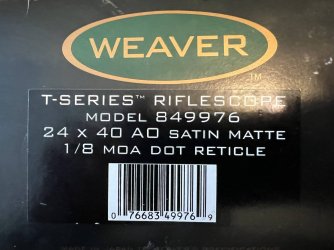 WEAVER
TM
T-SERIES™ RIFLESCOPE
MODEL 849976
24 X 40 AO SATIN MATTE
1/8 MOA DOT RETICLE
0 76683 49976 9